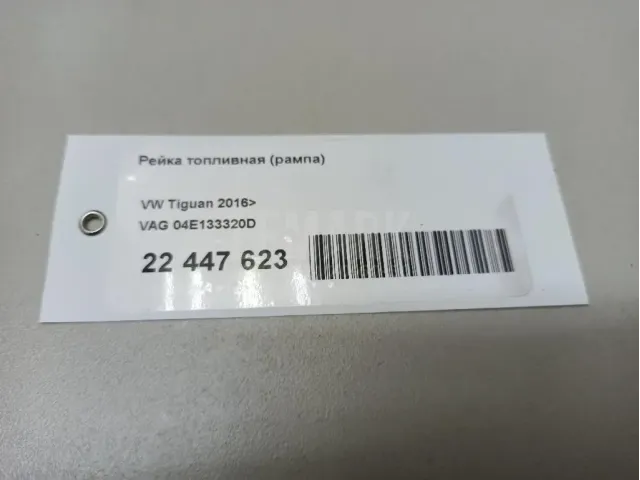 Рейка топливная (рампа)
VW Tiguan 2016>
VAG 04E133320D
22 447 623